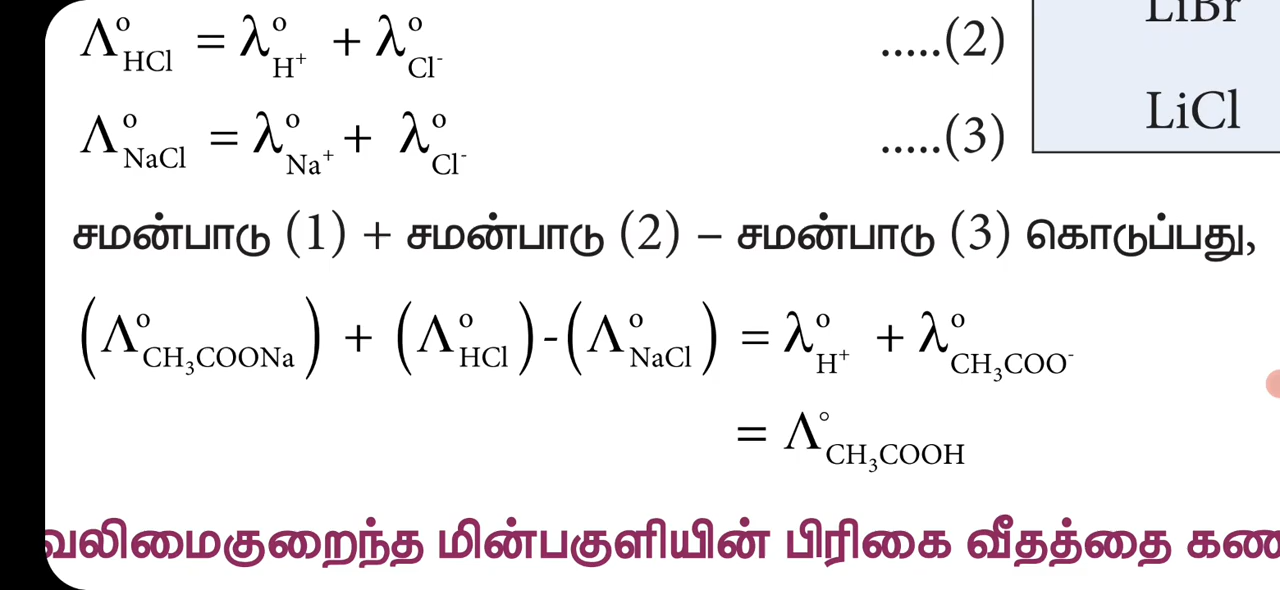 Λ°HCl = λ°H⁺ + λ°Cl⁻ .....(2)
LiBr
Λ°NaCl = λ°Na⁺ + λ°Cl⁻ .....(3)
LiCl
சமன்பாடு (1) + சமன்பாடு (2) – சமன்பாடு (3) கொடுப்பது,
(Λ°CH₃COONa) + (Λ°HCl) - (Λ°NaCl) = λ°H⁺ + λ°CH₃COO⁻
= Λ°CH₃COOH
வலிமைகுறைந்த மின்பகுளியின் பிரிகை வீதத்தை